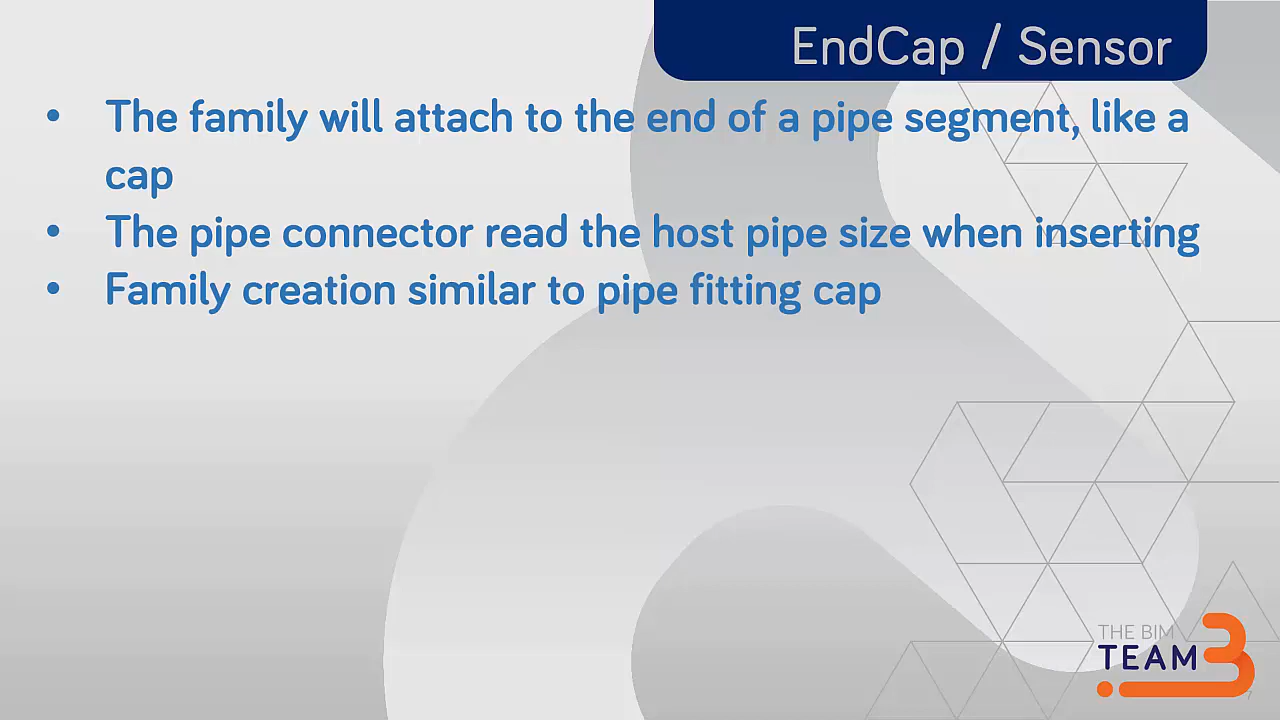 EndCap / Sensor
• The family will attach to the end of a pipe segment, like a
cap
• The pipe connector read the host pipe size when inserting
• Family creation similar to pipe fitting cap
THE BIM
TEAM
7